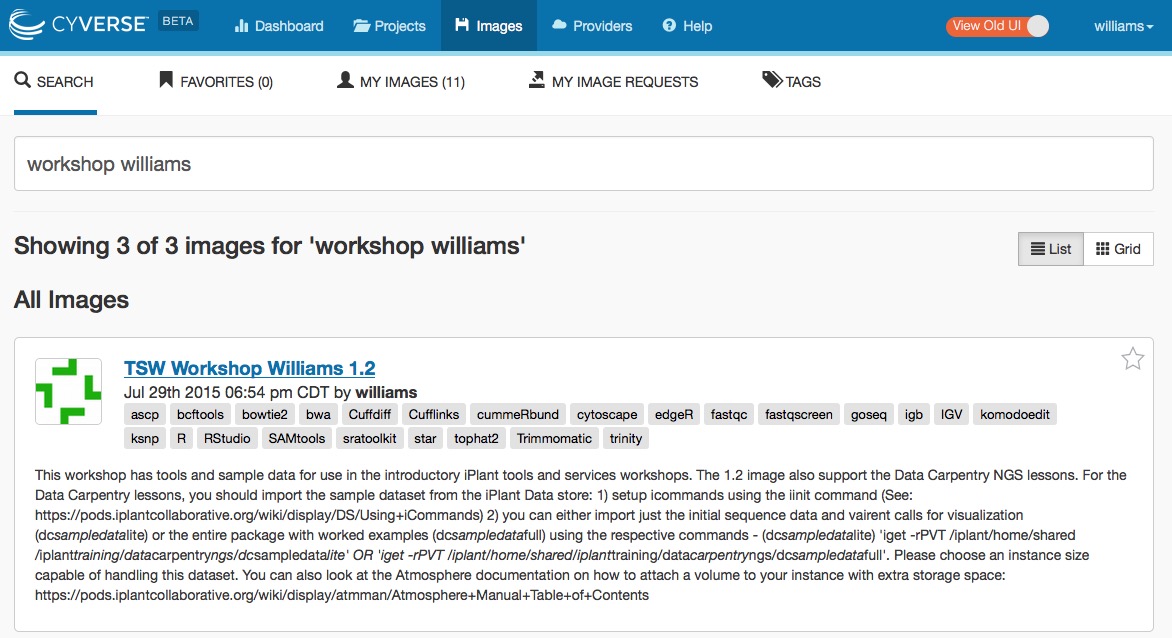 CYVERSE BETA Dashboard Projects Images Providers Help View Old UI williams
SEARCH FAVORITES (0) MY IMAGES (11) MY IMAGE REQUESTS TAGS
workshop williams
Showing 3 of 3 images for 'workshop williams' List Grid
All Images
TSW Workshop Williams 1.2
Jul 29th 2015 06:54 pm CDT by williams
ascp bcftools bowtie2 bwa Cuffdiff Cufflinks cummeRbund cytoscape edgeR fastqc fastqscreen goseq igb IGV komodoedit
ksnp R RStudio SAMtools sratoolkit star tophat2 Trimmomatic trinity
This workshop has tools and sample data for use in the introductory iPlant tools and services workshops. The 1.2 image also support the Data Carpentry NGS lessons. For the
Data Carpentry lessons, you should import the sample dataset from the iPlant Data store: 1) setup icommands using the iinit command (See:
https://pods.iplantcollaborative.org/wiki/display/DS/Using+iCommands) 2) you can either import just the initial sequence data and vairent calls for visualization
(dcsampledatalite) or the entire package with worked examples (dcsampledatafull) using the respective commands - (dcsampledatalite) 'iget -rPVT /iplant/home/shared
/iplanttraining/datacarpentryngs/dcsampledatalite' OR 'iget -rPVT /iplant/home/shared/iplanttraining/datacarpentryngs/dcsampledatafull'. Please choose an instance size
capable of handling this dataset. You can also look at the Atmosphere documentation on how to attach a volume to your instance with extra storage space:
https://pods.iplantcollaborative.org/wiki/display/atmman/Atmosphere+Manual+Table+of+Contents